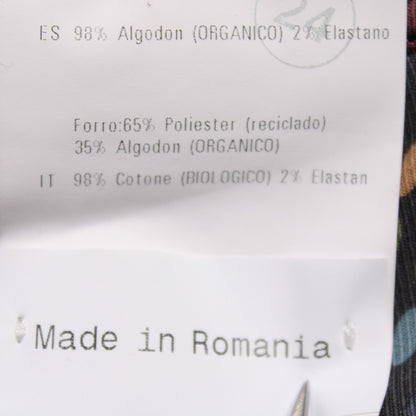 24
ES 98% Algodon (ORGANICO) 2% Elastano
Forro:65% Poliester (reciclado)
35% Algodon (ORGANICO)
IT 98% Cotone (BIOLOGICO) 2% Elastan
Made in Romania